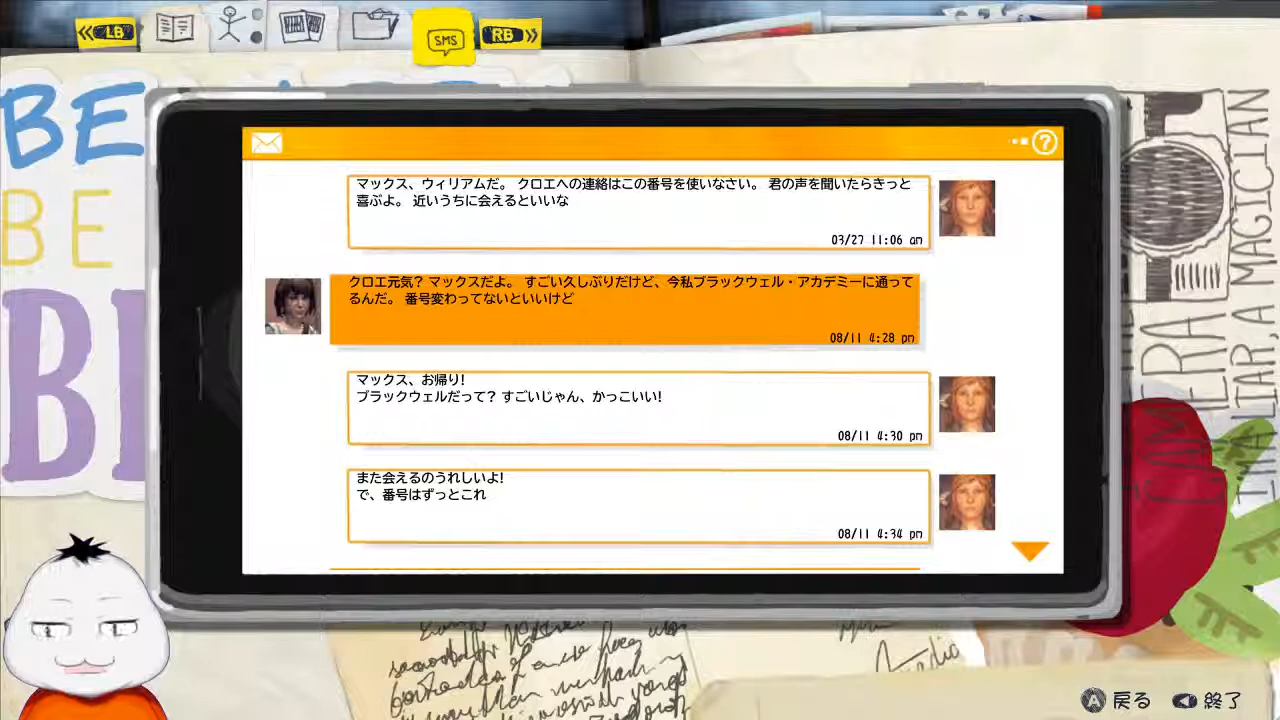 LB
SMS
RB
BE
BE
マックス、ウィリアムだ。 クロエへの連絡はこの番号を使いなさい。 君の声を聞いたらきっと
喜ぶよ。 近いうちに会えるといいな
03/27 11:06 am
クロエ元気? マックスだよ。 すごい久しぶりだけど、今私ブラックウェル・アカデミーに通って
るんだ。 番号変わってないといいけど
08/11 4:28 pm
マックス、お帰り!
ブラックウェルだって? すごいじゃん、かっこいい!
08/11 4:30 pm
また会えるのうれしいよ!
で、番号はずっとこれ
08/11 4:34 pm
CAMERA
MAGICIAN
A 戻る
終了